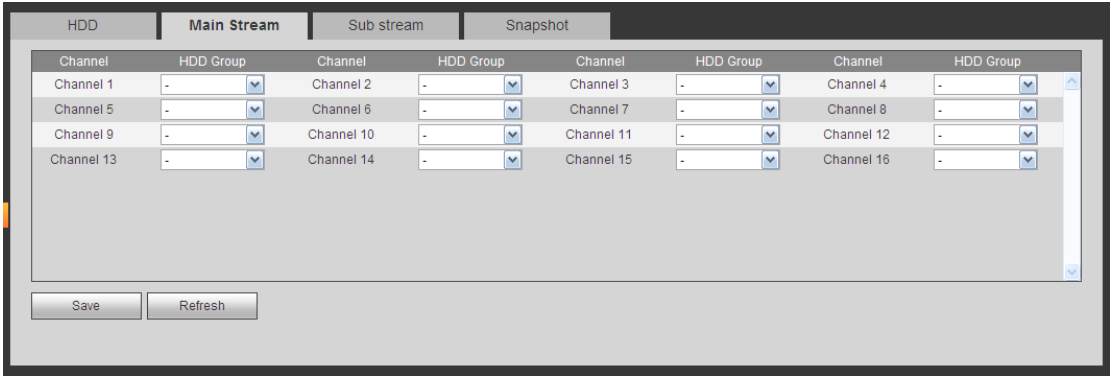 HDD Main Stream Sub stream Snapshot
Channel HDD Group Channel HDD Group Channel HDD Group Channel HDD Group
Channel 1 - Channel 2 - Channel 3 - Channel 4 -
Channel 5 - Channel 6 - Channel 7 - Channel 8 -
Channel 9 - Channel 10 - Channel 11 - Channel 12 -
Channel 13 - Channel 14 - Channel 15 - Channel 16 -
Save Refresh